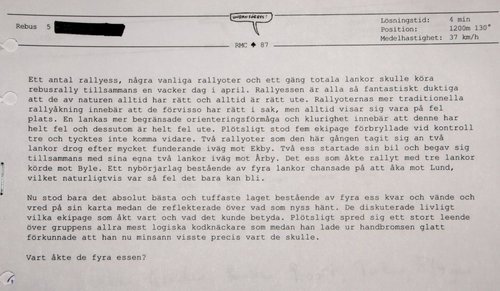 Rebus 5
UNDANFÖRRYC!
Lösningstid: 4 min
Position: 1200m 130°
Medelhastighet: 37 km/h
RMC ♠ 87
Ett antal rallyess, några vanliga rallyoter och ett gäng totala lankor skulle köra
rebusrally tillsammans en vacker dag i april. Rallyessen är alla så fantastiskt duktiga
att de av naturen alltid har rätt och alltid är rätt ute. Rallyoternas mer traditionella
rallyåkning innebär att de förvisso har rätt i sak, men alltid visar sig vara på fel
plats. En lankas mer begränsade orienteringsförmåga och klurbriljans innebär att denne har
helt fel och dessutom är helt fel ute. Plötsligt stod fem ekipage förbryllade vid kontroll
tre och tycktes inte komma vidare. Två rallyoter som den här gången tagit sig an två
lankor drog efter mycket funderande iväg mot Ekby. Två ess startade sin bil och begav sig
tillsammans med sina egna två lankor iväg mot Årby. Det ess som åkte rallyt med tre lankor
körde mot Byle. Ett nybörjarlag bestående av fyra lankor chansade på att åka mot Lund,
vilket naturligtvis var så fel det bara kan bli.
Nu stod bara det absolut bästa och tuffaste laget bestående av fyra ess kvar och vände och
vred på sin karta medan de reflekterade över vad som nyss hänt. De diskuterade livligt
vilka ekipage som åkt vart och vad det kunde betyda. Plötsligt spred sig ett stort leende
över gruppens allra mest logiska kodknäckare som medan han lade ur handbromsen glatt
förkunnade att han nu minsann visste precis vart de skulle.
Vart åkte de fyra essen?